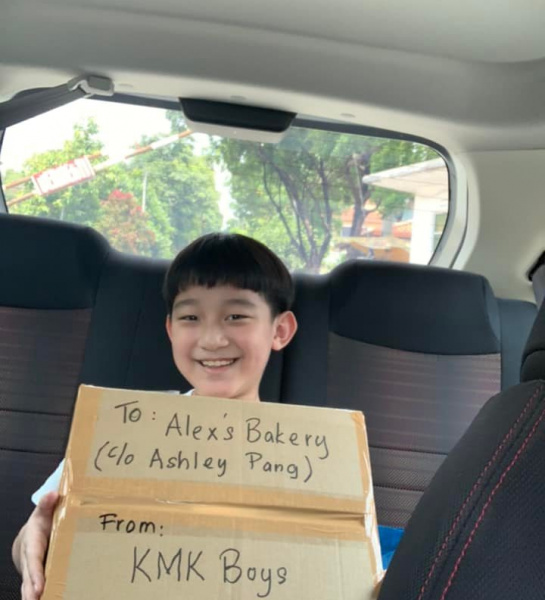 To: Alex's Bakery
(c/o Ashley Pang)
From:
KMK Boys